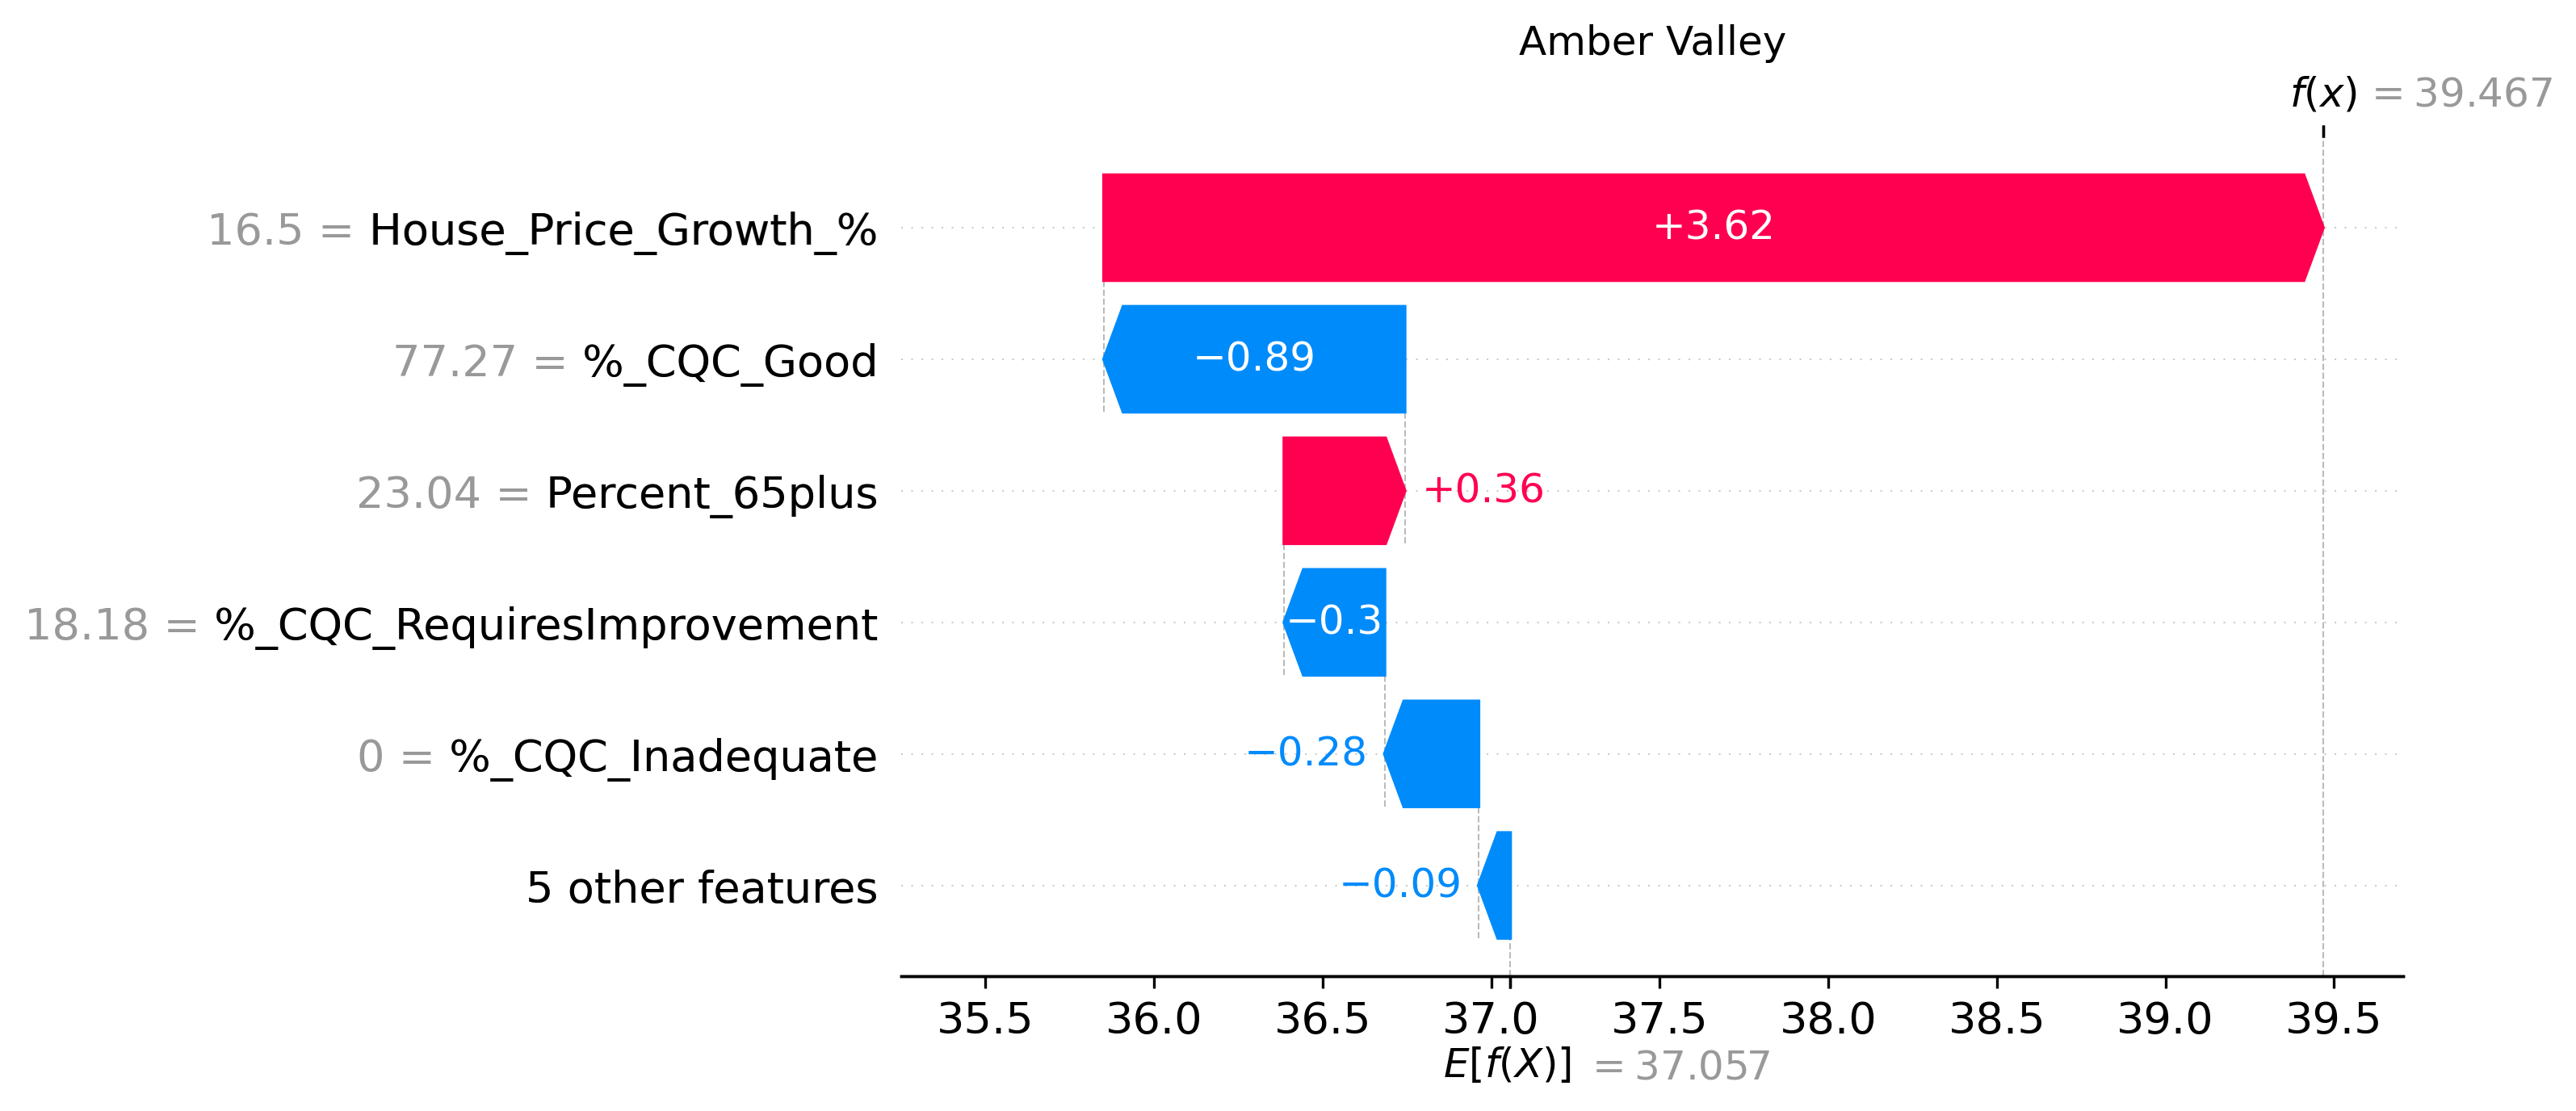 Amber Valley
f(x) = 39.467
16.5 = House_Price_Growth_%
+3.62
77.27 = %_CQC_Good
−0.89
23.04 = Percent_65plus
+0.36
18.18 = %_CQC_RequiresImprovement
−0.3
0 = %_CQC_Inadequate
−0.28
5 other features
−0.09
35.5 36.0 36.5 37.0 37.5 38.0 38.5 39.0 39.5
E[f(X)] = 37.057